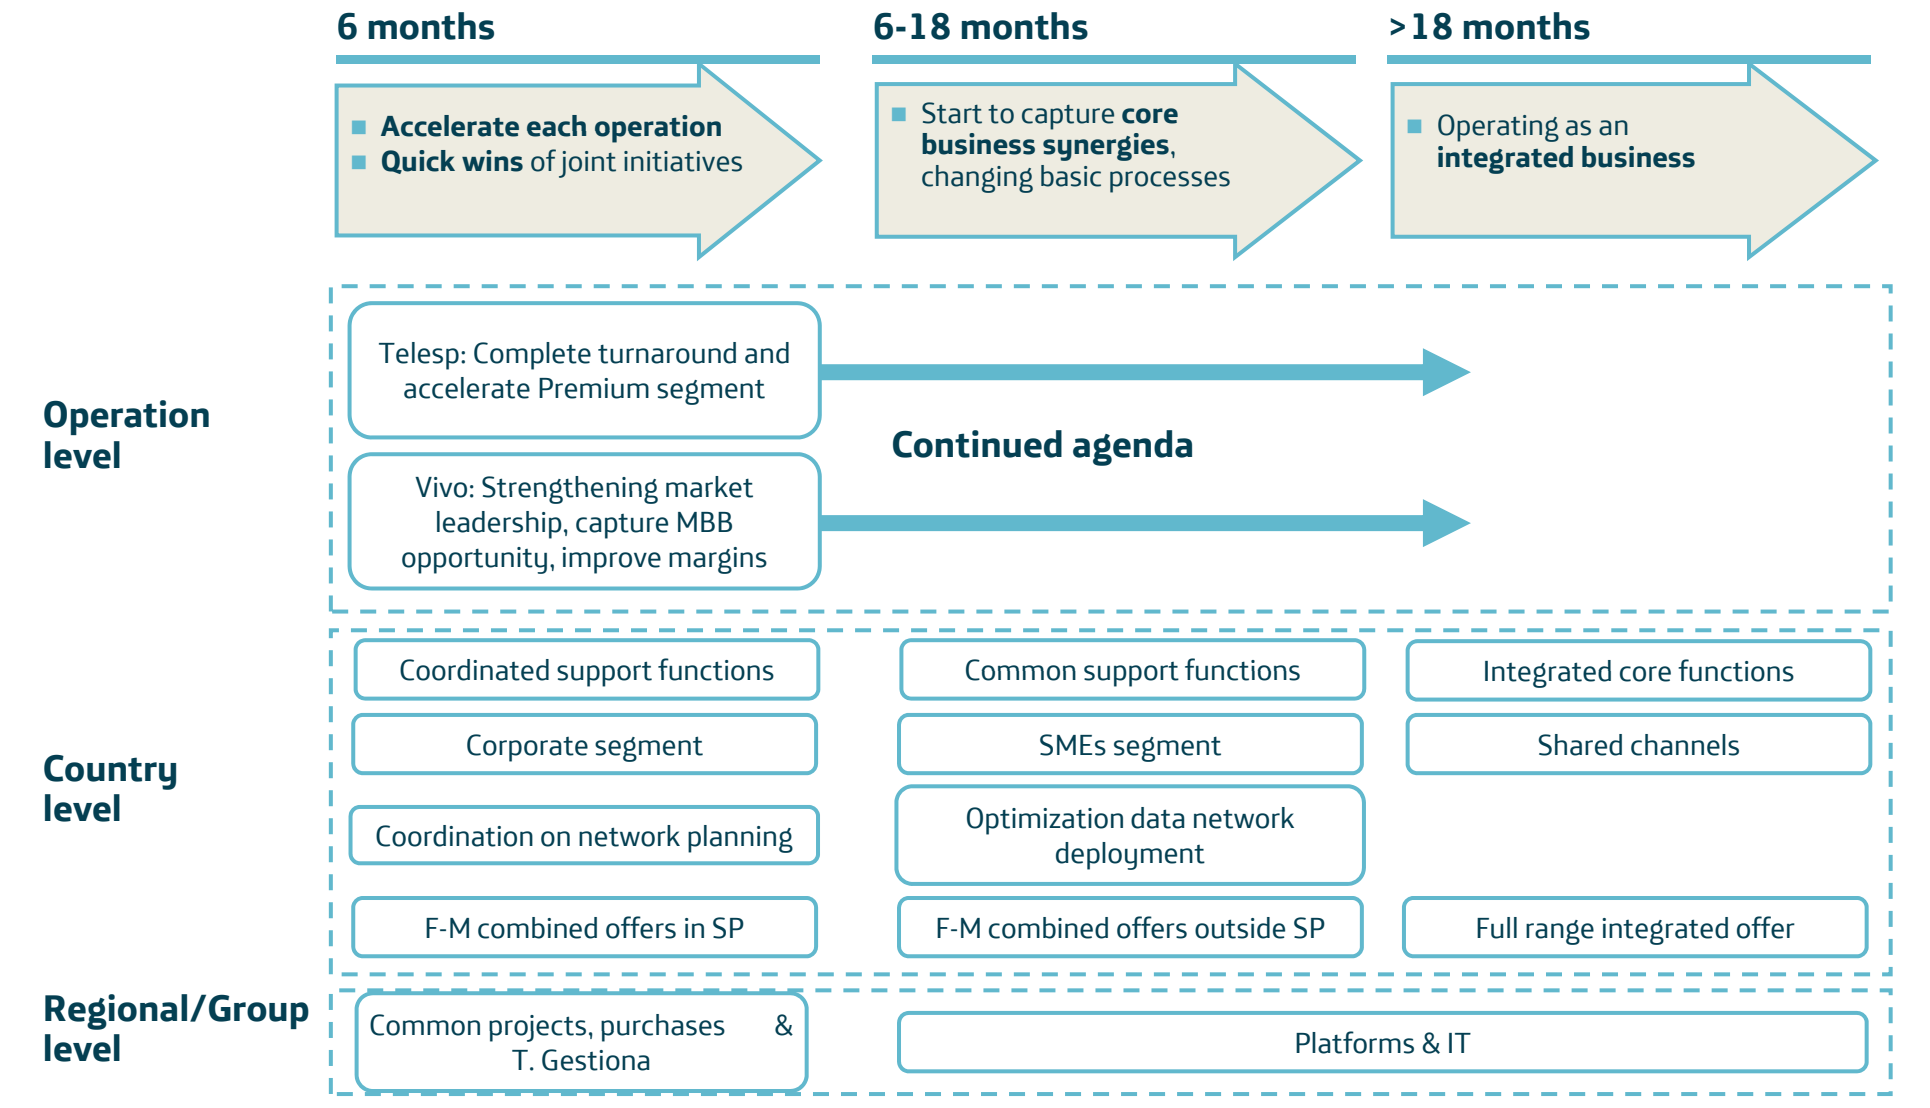 6 months
6-18 months
>18 months
Accelerate each operation
Quick wins of joint initiatives
Start to capture core
business synergies,
changing basic processes
Operating as an
integrated business
Operation
level
Telesp: Complete turnaround and
accelerate Premium segment
Continued agenda
Vivo: Strengthening market
leadership, capture MBB
opportunity, improve margins
Country
level
Coordinated support functions
Common support functions
Integrated core functions
Corporate segment
SMEs segment
Shared channels
Coordination on network planning
Optimization data network
deployment
F-M combined offers in SP
F-M combined offers outside SP
Full range integrated offer
Regional/Group
level
Common projects, purchases &
T. Gestiona
Platforms & IT